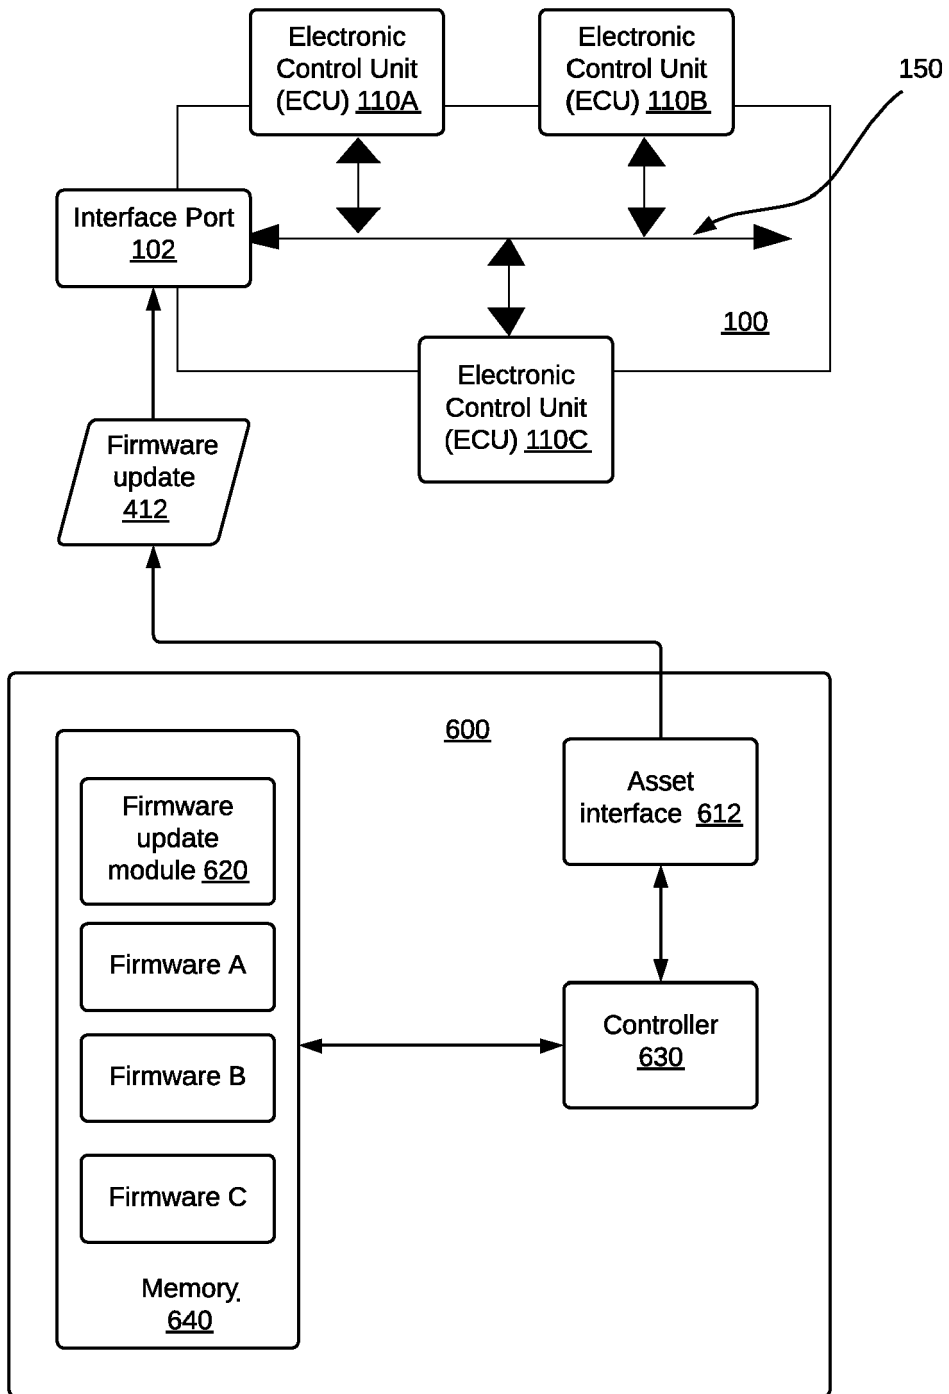 Electronic
Control Unit
(ECU) 110A
Electronic
Control Unit
(ECU) 110B
150
Interface Port
102
100
Electronic
Control Unit
(ECU) 110C
Firmware
update
412
600
Asset
interface 612
Firmware
update
module 620
Firmware A
Controller
630
Firmware B
Firmware C
Memory.
640